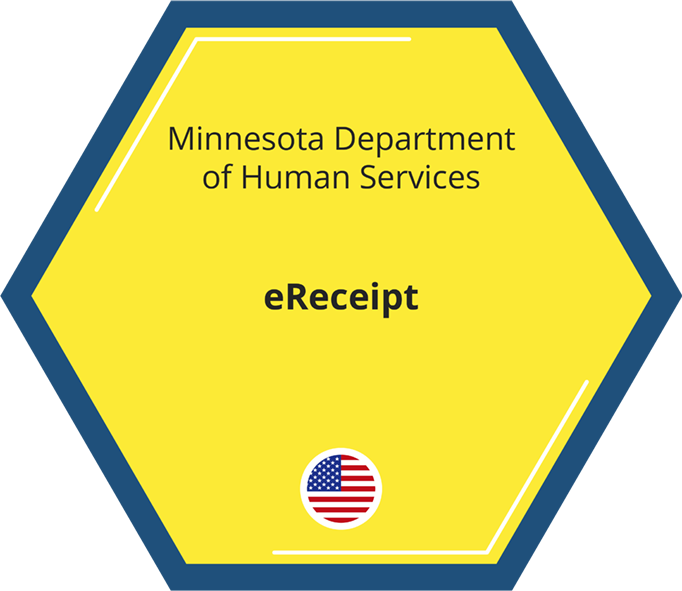 Minnesota Department
of Human Services
eReceipt